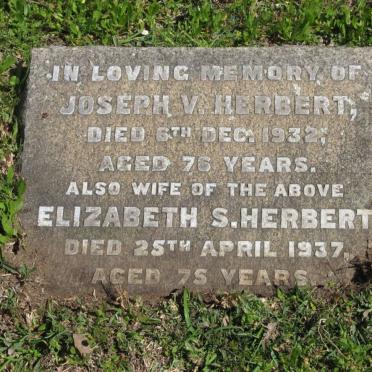 IN LOVING MEMORY OF
JOSEPH V. HERBERT,
DIED 6TH DEC. 1932,
AGED 76 YEARS.
ALSO WIFE OF THE ABOVE
ELIZABETH S. HERBERT
DIED 25TH APRIL 1937,
AGED 75 YEARS.